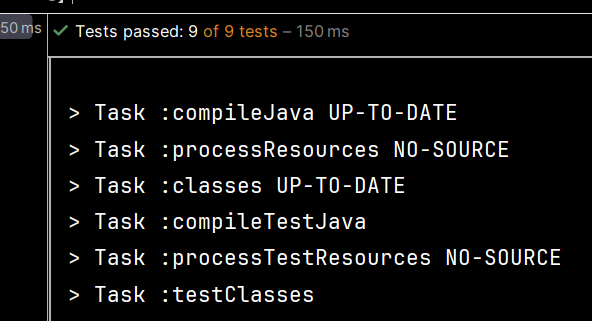 50 ms
Tests passed: 9 of 9 tests – 150 ms
> Task :compileJava UP-TO-DATE
> Task :processResources NO-SOURCE
> Task :classes UP-TO-DATE
> Task :compileTestJava
> Task :processTestResources NO-SOURCE
> Task :testClasses